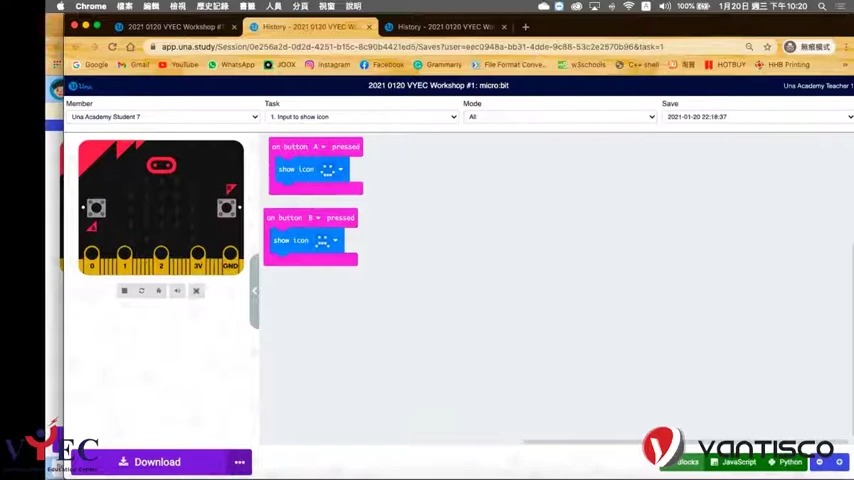 Chrome 檔案 編輯 檢視 歷史記錄 書籤 人員 分頁 視窗 說明 100% 1月20日 週三 下午10:20
2021 0120 VYEC Workshop #1: m History - 2021 0120 VYEC Wo History - 2021 0120 VYEC Wo
app.una.study/Session/0e256a2d-0d2d-4251-b15c-8c90b4421ed5/Saves?user=eec0948a-bb31-4dde-9c88-53c2e2570b96&task=1 無痕模式
Google Gmail YouTube WhatsApp JOOX Instagram Facebook Grammarly File Format Conve... w3schools C++ shell 淘寶 HOTBUY HHB Printing
Una 2021 0120 VYEC Workshop #1: micro:bit Una Academy Teacher 1
Member Task Mode Save
Una Academy Student 7 1. Input to show icon All 2021-01-20 22:18:37
on button A pressed
show icon
on button B pressed
show icon
0 1 2 3V GND
VYEC
Download
VANTISCO
Blocks JavaScript Python